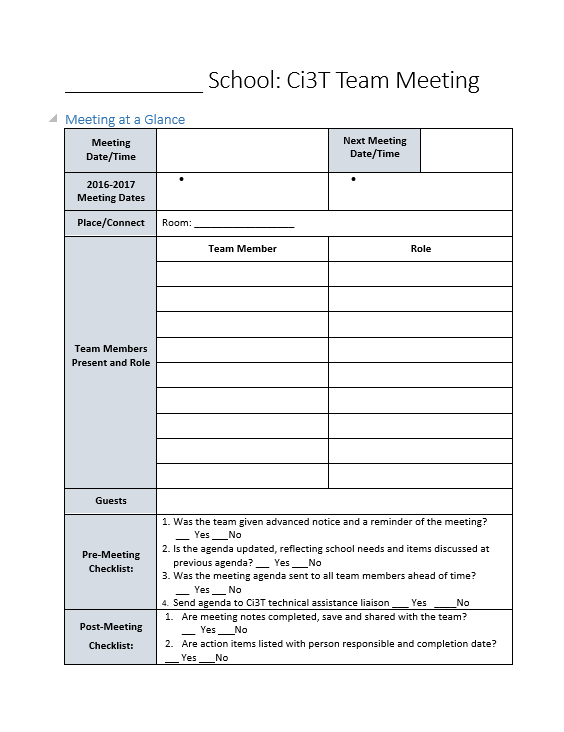 ____________ School: Ci3T Team Meeting
Meeting at a Glance
Meeting
Date/Time
Next Meeting
Date/Time
2016-2017
Meeting Dates
•
•
Place/Connect
Room: ___________________
Team Members
Present and Role
Team Member
Role
Guests
Pre-Meeting
Checklist:
1. Was the team given advanced notice and a reminder of the meeting?
___ Yes ___No
2. Is the agenda updated, reflecting school needs and items discussed at
previous agenda? ___ Yes ___No
3. Was the meeting agenda sent to all team members ahead of time?
___ Yes ___ No
4. Send agenda to Ci3T technical assistance liaison ___ Yes ____No
Post-Meeting
Checklist:
1. Are meeting notes completed, save and shared with the team?
___ Yes ___No
2. Are action items listed with person responsible and completion date?
___ Yes ___No